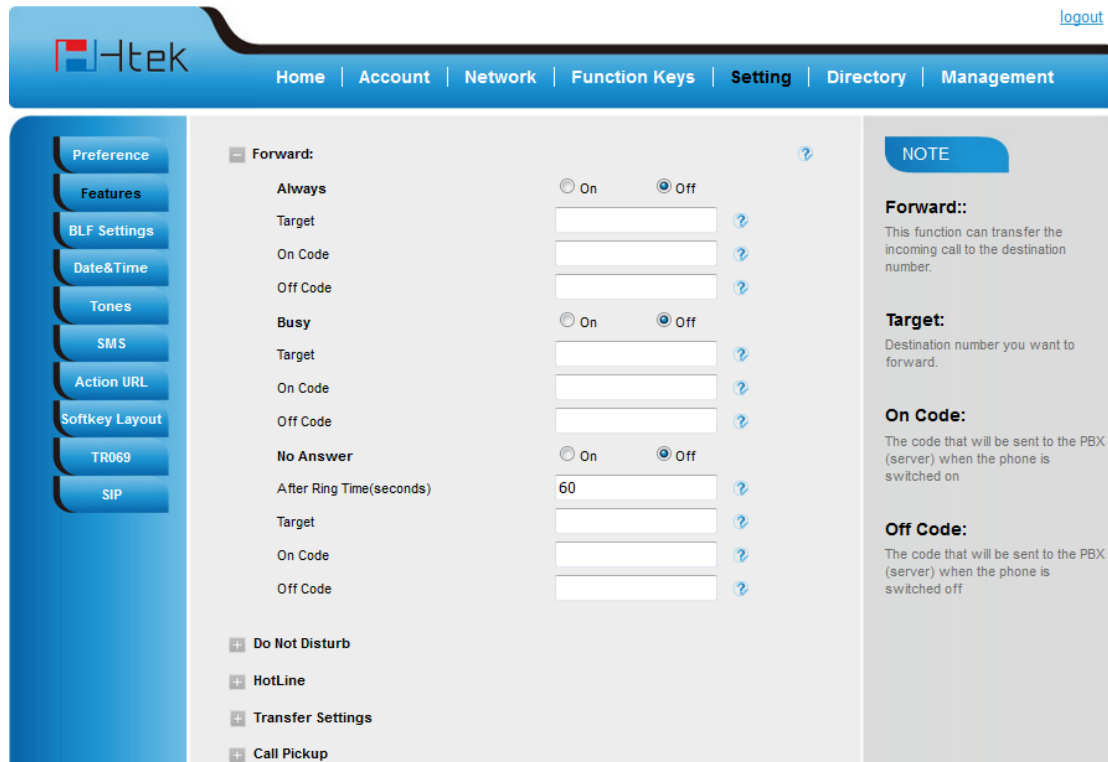 logout
Htek
Home | Account | Network | Function Keys | Setting | Directory | Management
Preference
Features
BLF Settings
Date&Time
Tones
SMS
Action URL
Softkey Layout
TR069
SIP
Forward:
Always On Off
Target
On Code
Off Code
Busy On Off
Target
On Code
Off Code
No Answer On Off
After Ring Time(seconds) 60
Target
On Code
Off Code
Do Not Disturb
HotLine
Transfer Settings
Call Pickup
NOTE
Forward::
This function can transfer the
incoming call to the destination
number.
Target:
Destination number you want to
forward.
On Code:
The code that will be sent to the PBX
(server) when the phone is
switched on
Off Code:
The code that will be sent to the PBX
(server) when the phone is
switched off